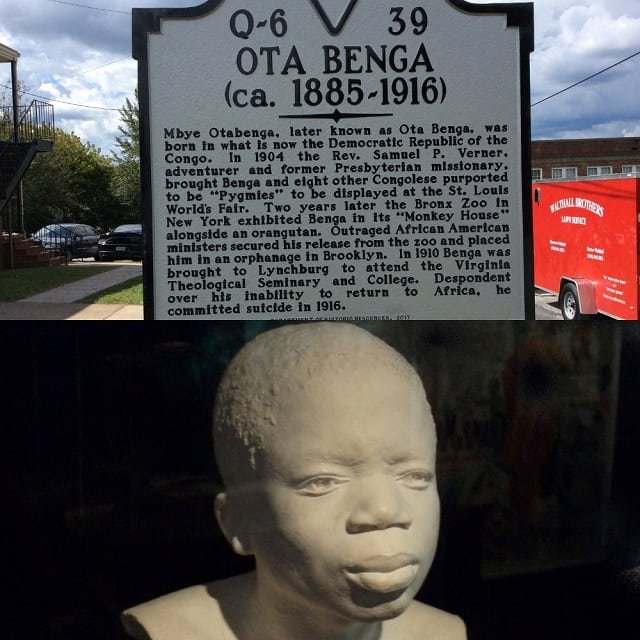 Q-6 39
OTA BENGA
(ca. 1885-1916)
Mbye Otabenga, later known as Ota Benga, was
born in what is now the Democratic Republic of the
Congo. In 1904 the Rev. Samuel P. Verner,
adventurer and former Presbyterian missionary,
brought Benga and eight other Congolese purported
to be "Pygmies" to be displayed at the St. Louis
World's Fair. Two years later the Bronx Zoo in
New York exhibited Benga in its "Monkey House"
alongside an orangutan. Outraged African American
ministers secured his release from the zoo and placed
him in an orphanage in Brooklyn. In 1910 Benga was
brought to Lynchburg to attend the Virginia
Theological Seminary and College. Despondent
over his inability to return to Africa, he
committed suicide in 1916.
DEPARTMENT OF HISTORIC RESOURCES, 2017
WALTHALL BROTHERS
LAWN SERVICE